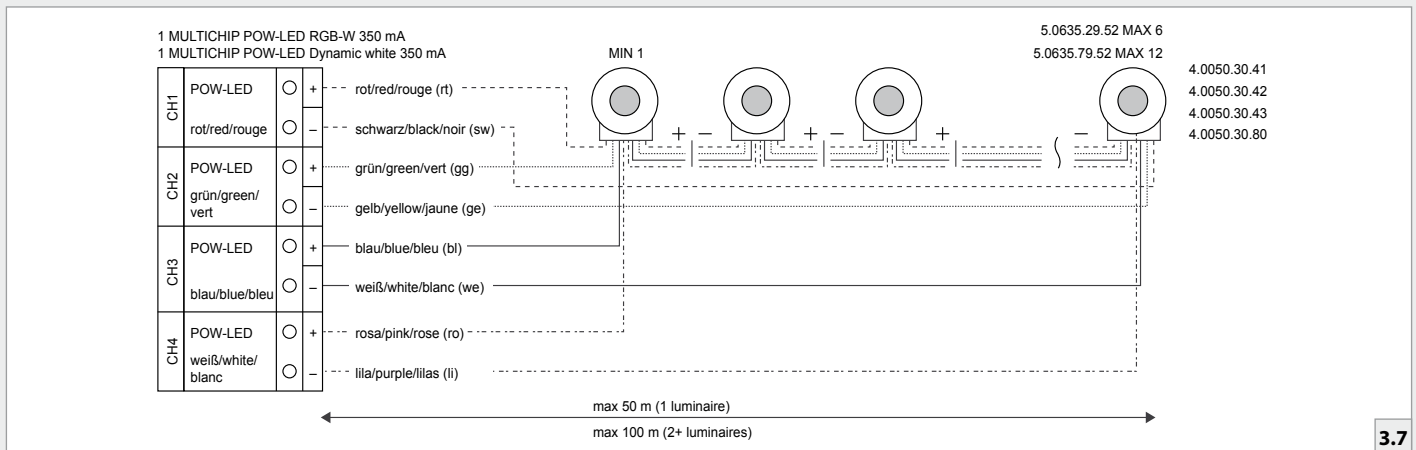 1 MULTICHIP POW-LED RGB-W 350 mA
1 MULTICHIP POW-LED Dynamic white 350 mA
MIN 1
5.0635.29.52 MAX 6
5.0635.79.52 MAX 12
4.0050.30.41
4.0050.30.42
4.0050.30.43
4.0050.30.80
CH1
POW-LED
+
rot/red/rouge (rt)
rot/red/rouge
–
schwarz/black/noir (sw)
+ – + – + –
CH2
POW-LED
+
grün/green/vert (gg)
grün/green/
vert
–
gelb/yellow/jaune (ge)
CH3
POW-LED
+
blau/blue/bleu (bl)
blau/blue/bleu
–
weiß/white/blanc (we)
CH4
POW-LED
+
rosa/pink/rose (ro)
weiß/white/
blanc
–
lila/purple/lilas (li)
max 50 m (1 luminaire)
max 100 m (2+ luminaires)
3.7